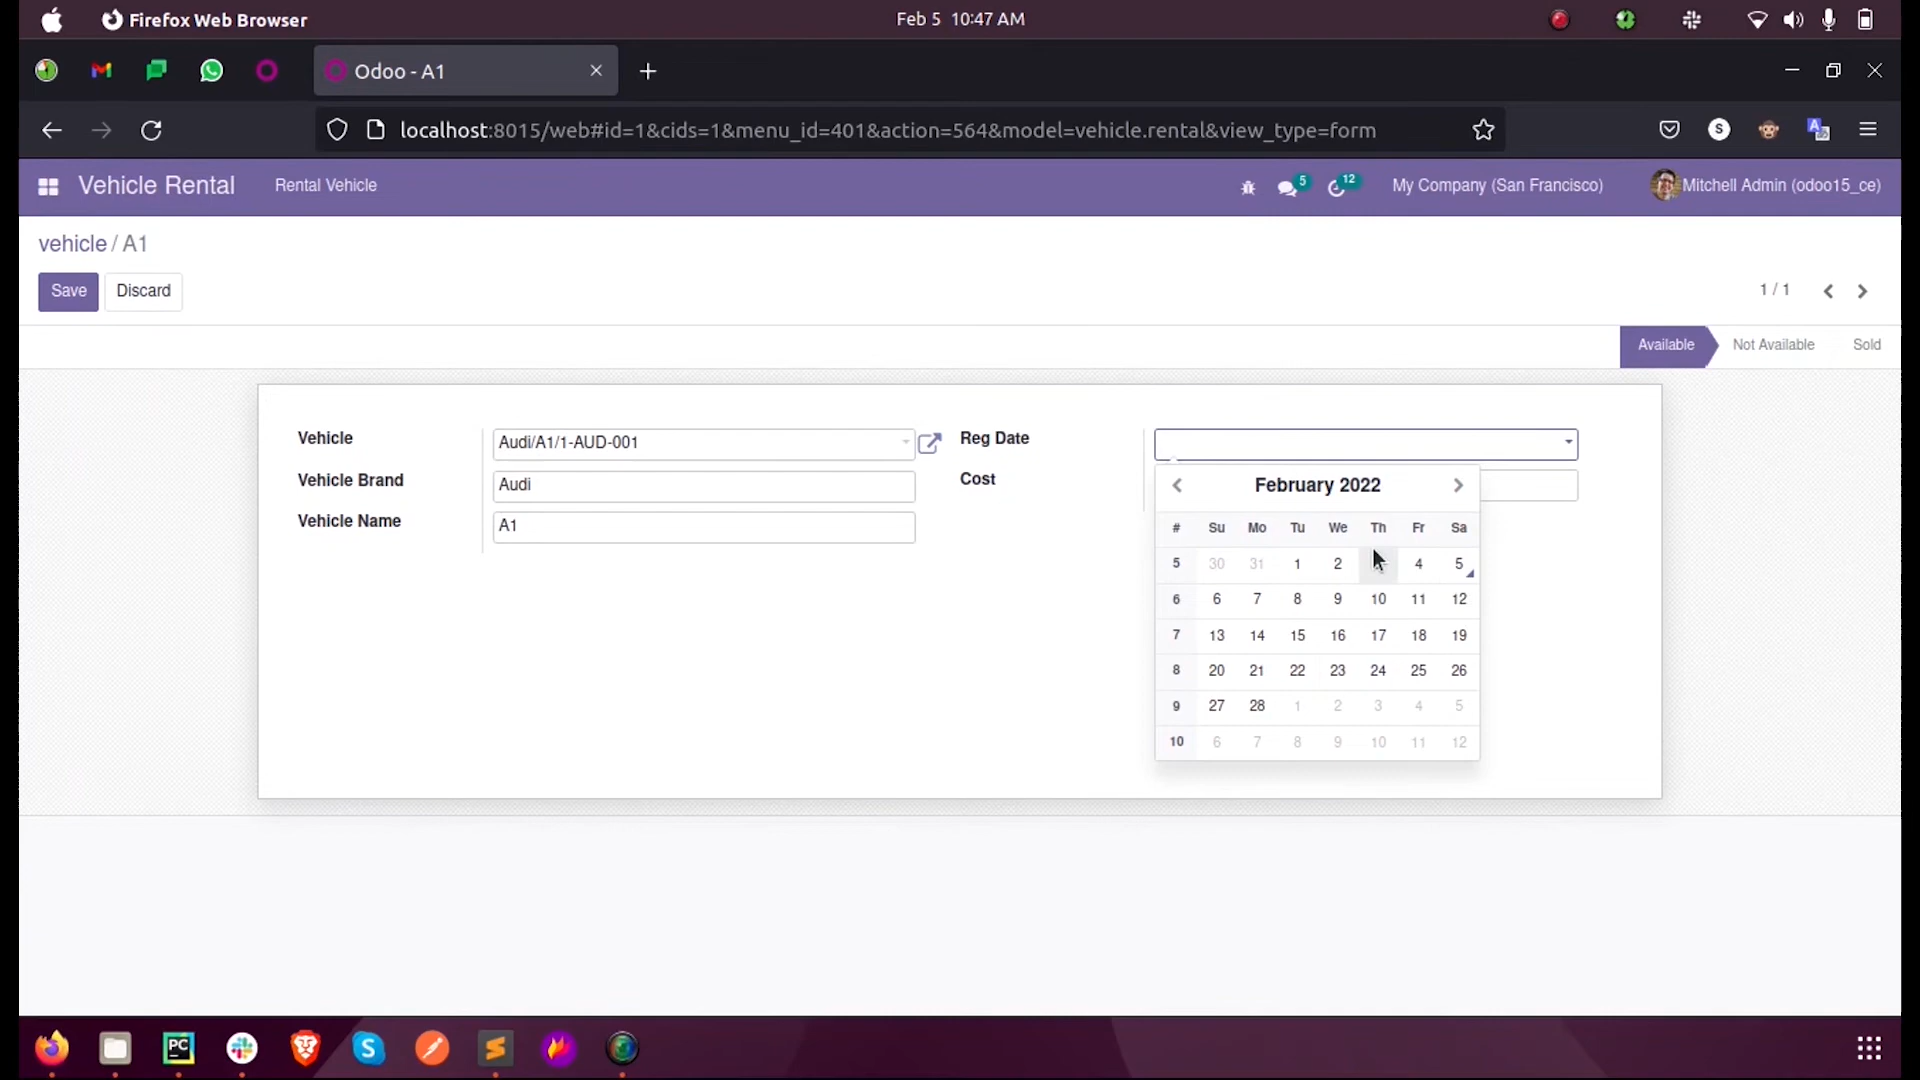 Firefox Web Browser
Feb 5 10:47 AM
Odoo - A1
localhost:8015/web#id=1&cids=1&menu_id=401&action=564&model=vehicle.rental&view_type=form
S
Vehicle Rental
Rental Vehicle
5
12
My Company (San Francisco)
Mitchell Admin (odoo15_ce)
vehicle / A1
Save
Discard
1 / 1
Available
Not Available
Sold
Vehicle
Audi/A1/1-AUD-001
Reg Date
Vehicle Brand
Audi
Cost
Vehicle Name
A1
February 2022
# Su Mo Tu We Th Fr Sa
5 30 31 1 2 4 5
6 6 7 8 9 10 11 12
7 13 14 15 16 17 18 19
8 20 21 22 23 24 25 26
9 27 28 1 2 3 4 5
10 6 7 8 9 10 11 12
PC
S